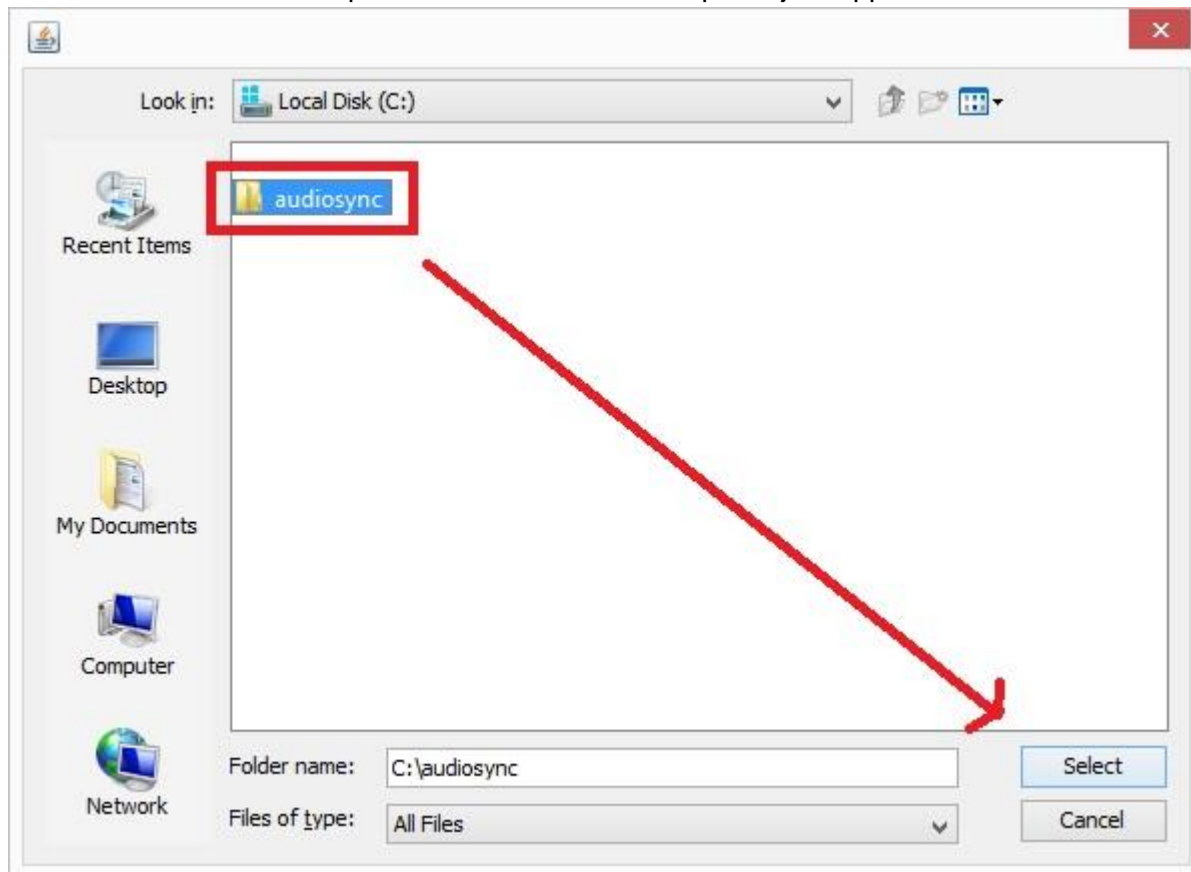 Look in:
Local Disk (C:)
audiosync
Recent Items
Desktop
My Documents
Computer
Network
Folder name:
C:\audiosync
Select
Files of type:
All Files
Cancel